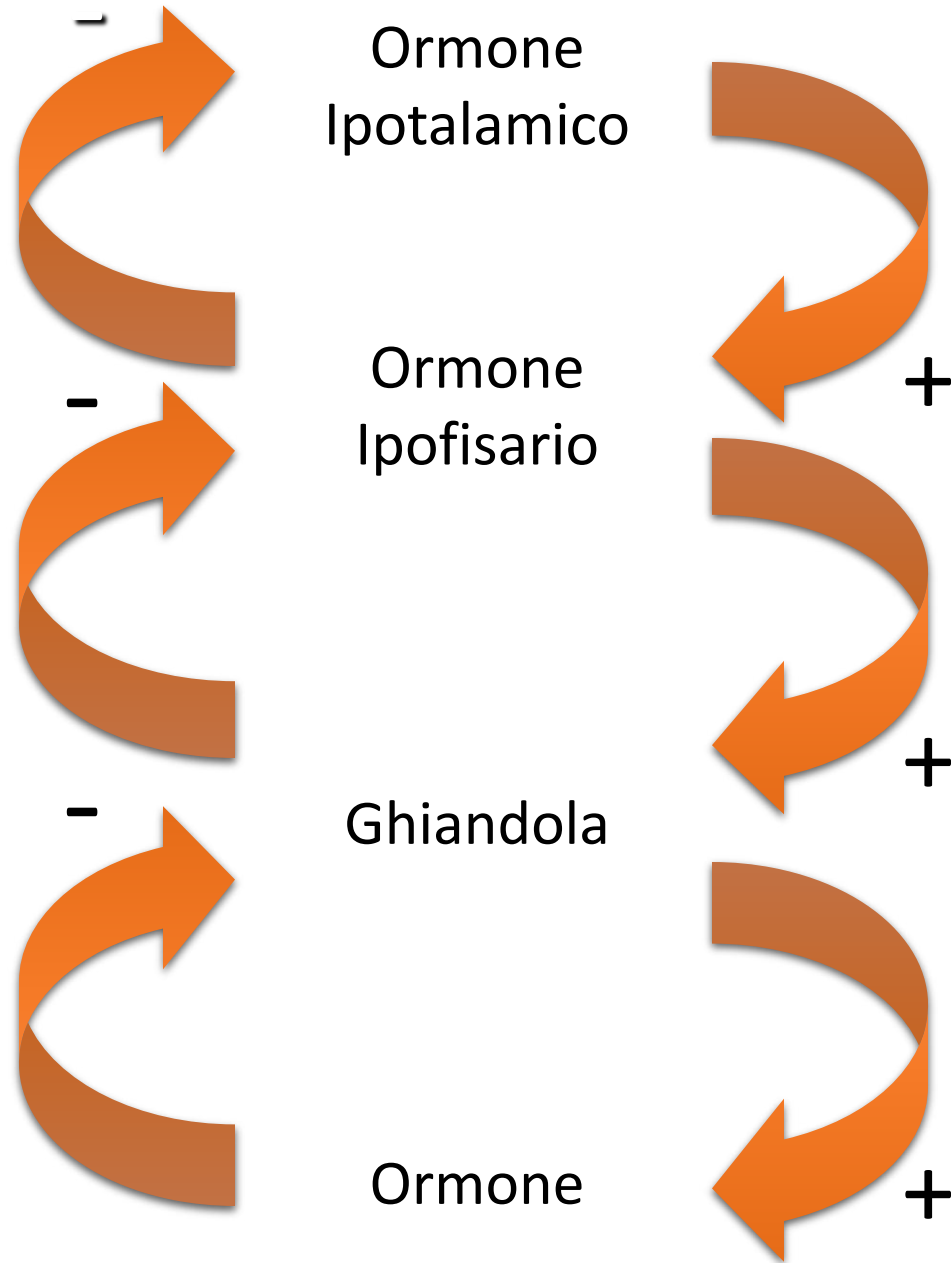 -
Ormone
Ipotalamico
Ormone
- +
Ipofisario
+
- Ghiandola
Ormone +